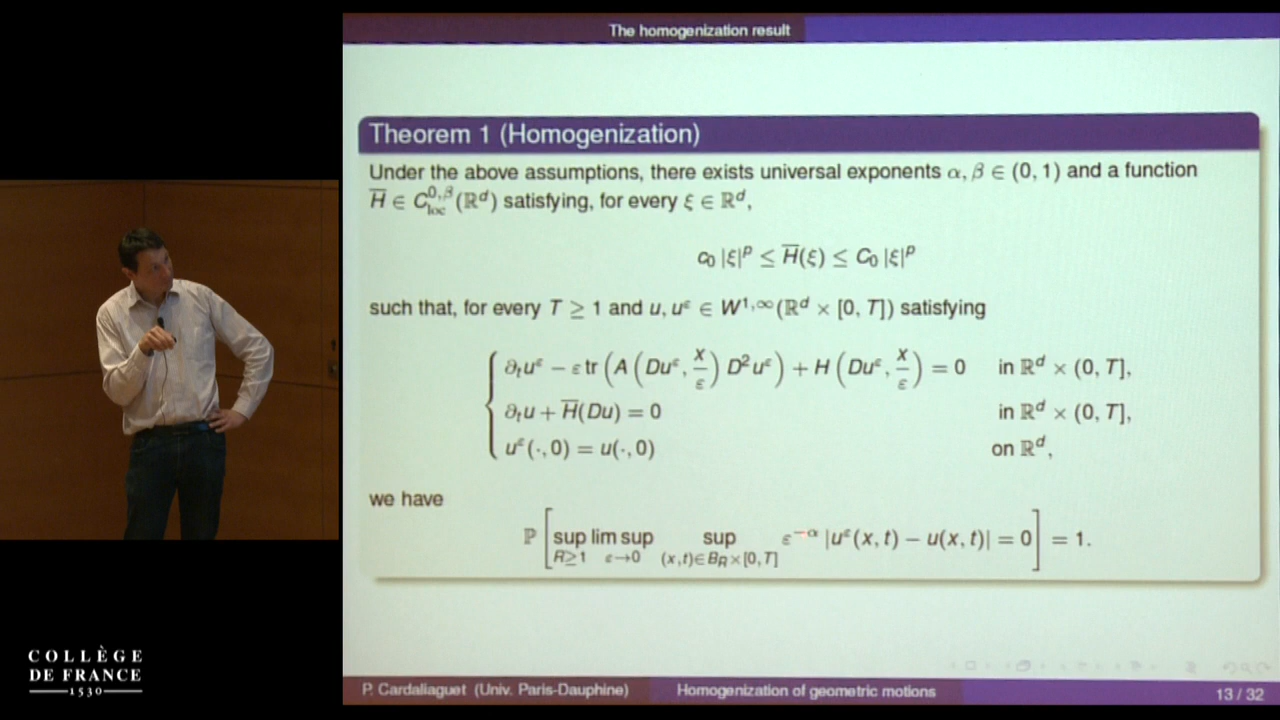 The homogenization result
Theorem 1 (Homogenization)
Under the above assumptions, there exists universal exponents α, β ∈ (0, 1) and a function
H̅ ∈ C^{0,β}_{loc}(ℝ^d) satisfying, for every ξ ∈ ℝ^d,
c₀ |ξ|^p ≤ H̅(ξ) ≤ C₀ |ξ|^p
such that, for every T ≥ 1 and u, u^ε ∈ W^{1,∞}(ℝ^d × [0, T]) satisfying
∂_t u^ε − ε tr (A (Du^ε, x/ε) D²u^ε) + H (Du^ε, x/ε) = 0 in ℝ^d × (0, T],
∂_t u + H̅(Du) = 0 in ℝ^d × (0, T],
u^ε(·, 0) = u(·, 0) on ℝ^d,
we have
ℙ [ sup_{R≥1} lim sup_{ε→0} sup_{(x,t)∈B_R×[0,T]} ε^{−α} |u^ε(x, t) − u(x, t)| = 0 ] = 1.
P. Cardaliaguet (Univ. Paris-Dauphine) Homogenization of geometric motions 13 / 32
COLLÈGE
DE FRANCE
1530